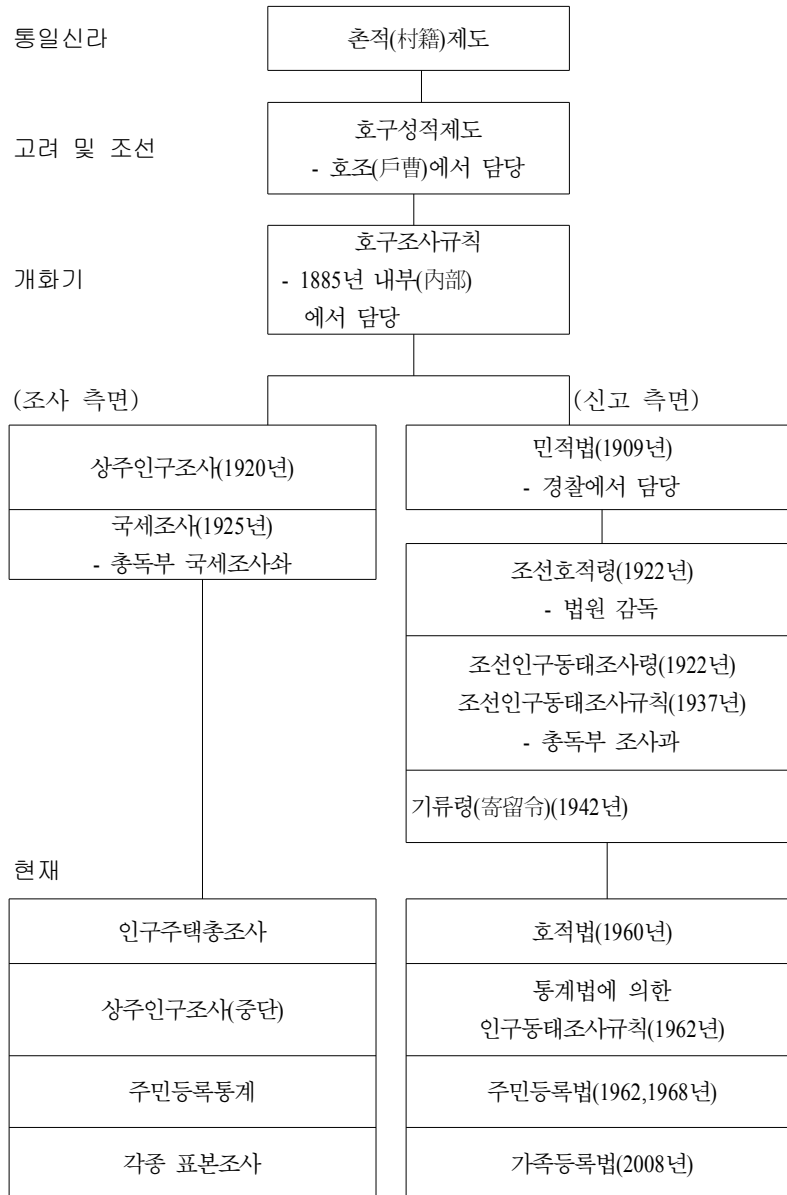 통일신라
촌적(村籍)제도
고려 및 조선
호구성적제도
- 호조(戶曹)에서 담당
개화기
호구조사규칙
- 1885년 내부(內部)
에서 담당
(조사 측면)
(신고 측면)
상주인구조사(1920년)
국세조사(1925년)
- 총독부 국세조사솨
민적법(1909년)
- 경찰에서 담당
조선호적령(1922년)
- 법원 감독
조선인구동태조사령(1922년)
조선인구동태조사규칙(1937년)
- 총독부 조사과
기류령(寄留令)(1942년)
현재
인구주택총조사
상주인구조사(중단)
주민등록통계
각종 표본조사
호적법(1960년)
통계법에 의한
인구동태조사규칙(1962년)
주민등록법(1962,1968년)
가족등록법(2008년)